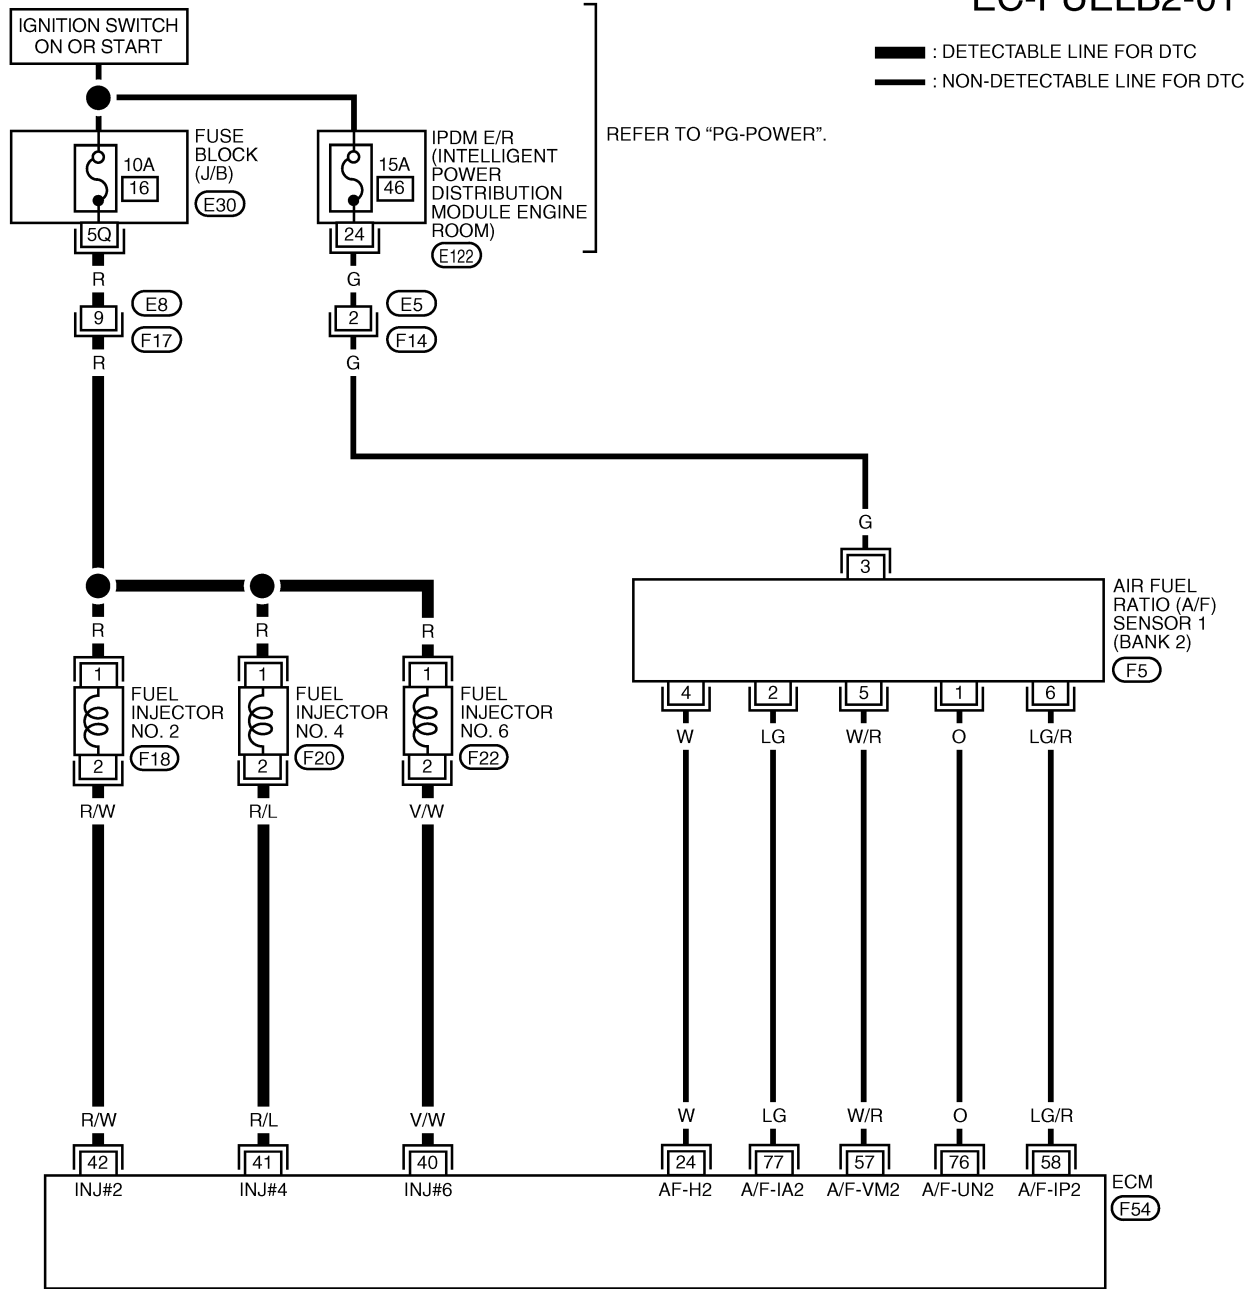 EC-FUELB2-01
IGNITION SWITCH
ON OR START
: DETECTABLE LINE FOR DTC
: NON-DETECTABLE LINE FOR DTC
10A
16
FUSE
BLOCK
(J/B)
E30
15A
46
IPDM E/R
(INTELLIGENT
POWER
DISTRIBUTION
MODULE ENGINE
ROOM)
E122
REFER TO “PG-POWER”.
5Q
24
R
G
9
E8
F17
2
E5
F14
R
G
G
3
AIR FUEL
RATIO (A/F)
SENSOR 1
(BANK 2)
F5
R
R
R
1
1
1
FUEL
INJECTOR
NO. 2
F18
FUEL
INJECTOR
NO. 4
F20
FUEL
INJECTOR
NO. 6
F22
2
2
2
4
2
5
1
6
W
LG
W/R
O
LG/R
R/W
R/L
V/W
R/W
R/L
V/W
W
LG
W/R
O
LG/R
42
41
40
24
77
57
76
58
INJ#2
INJ#4
INJ#6
AF-H2
A/F-IA2
A/F-VM2
A/F-UN2
A/F-IP2
ECM
F54